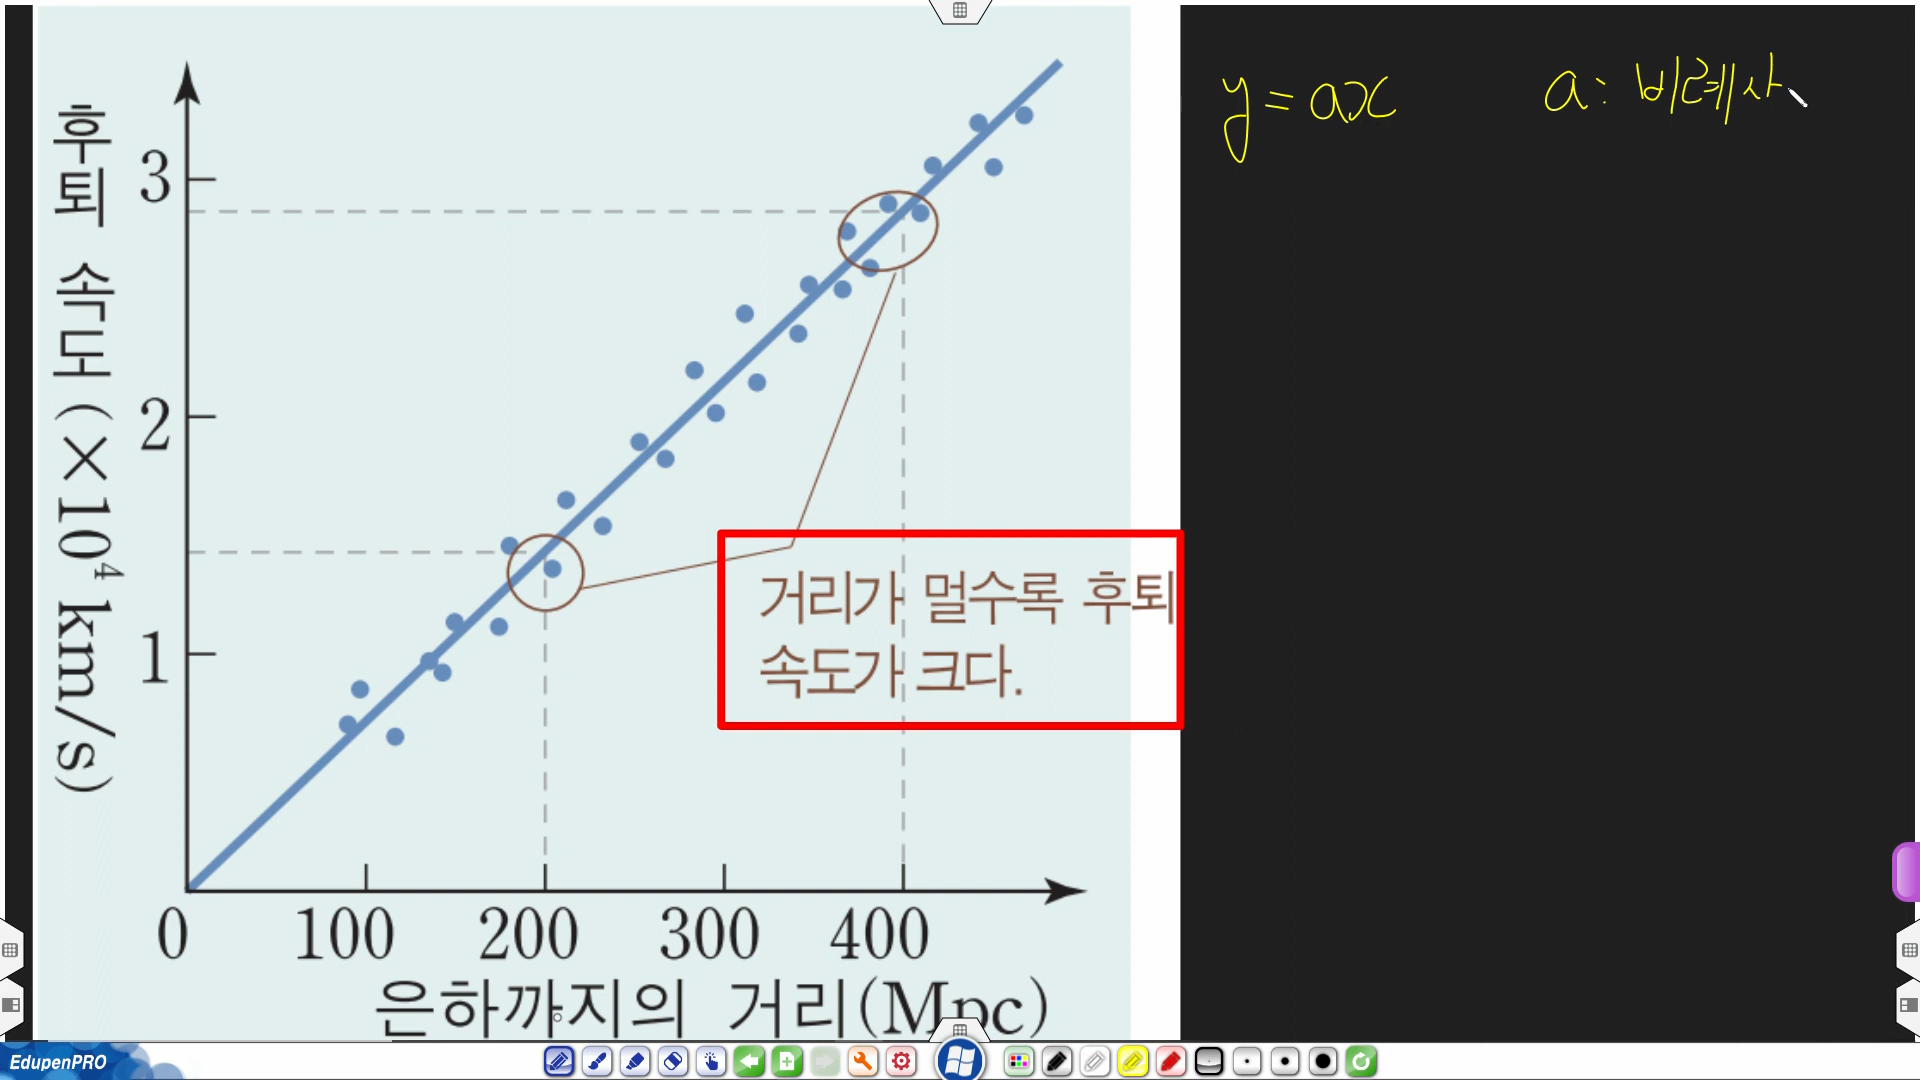 후퇴 속도(×10⁴ km/s)
3
2
1
거리가 멀수록 후퇴
속도가 크다.
0 100 200 300 400
은하까지의 거리(Mpc)
y = ax a: 비례사
EdupenPRO